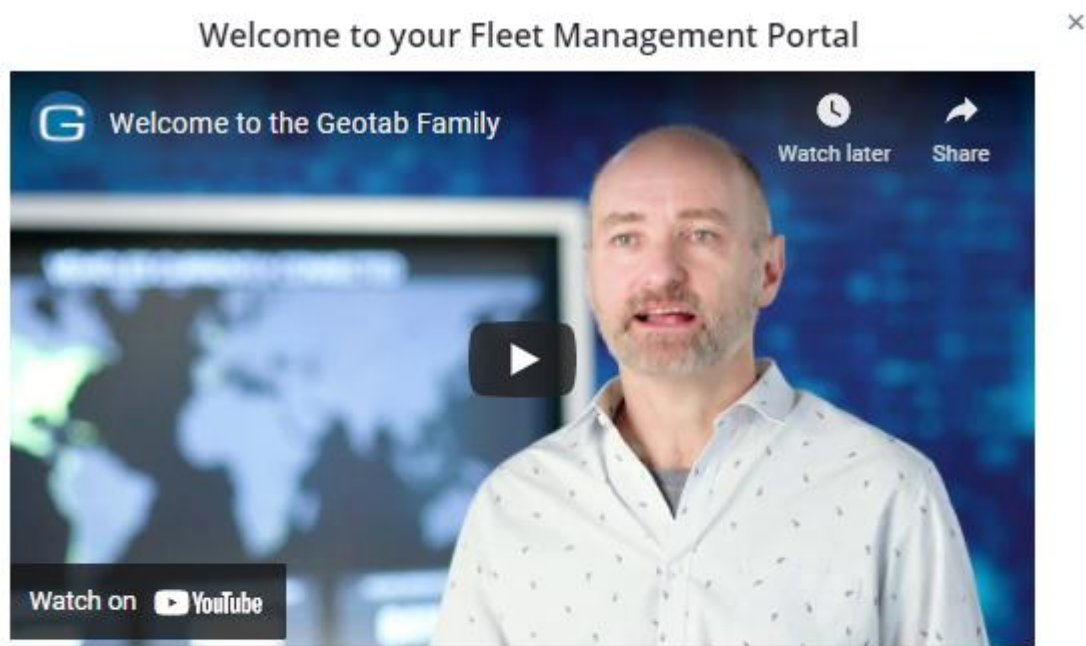 Welcome to your Fleet Management Portal
×
G Welcome to the Geotab Family
Watch later
Share
Watch on YouTube